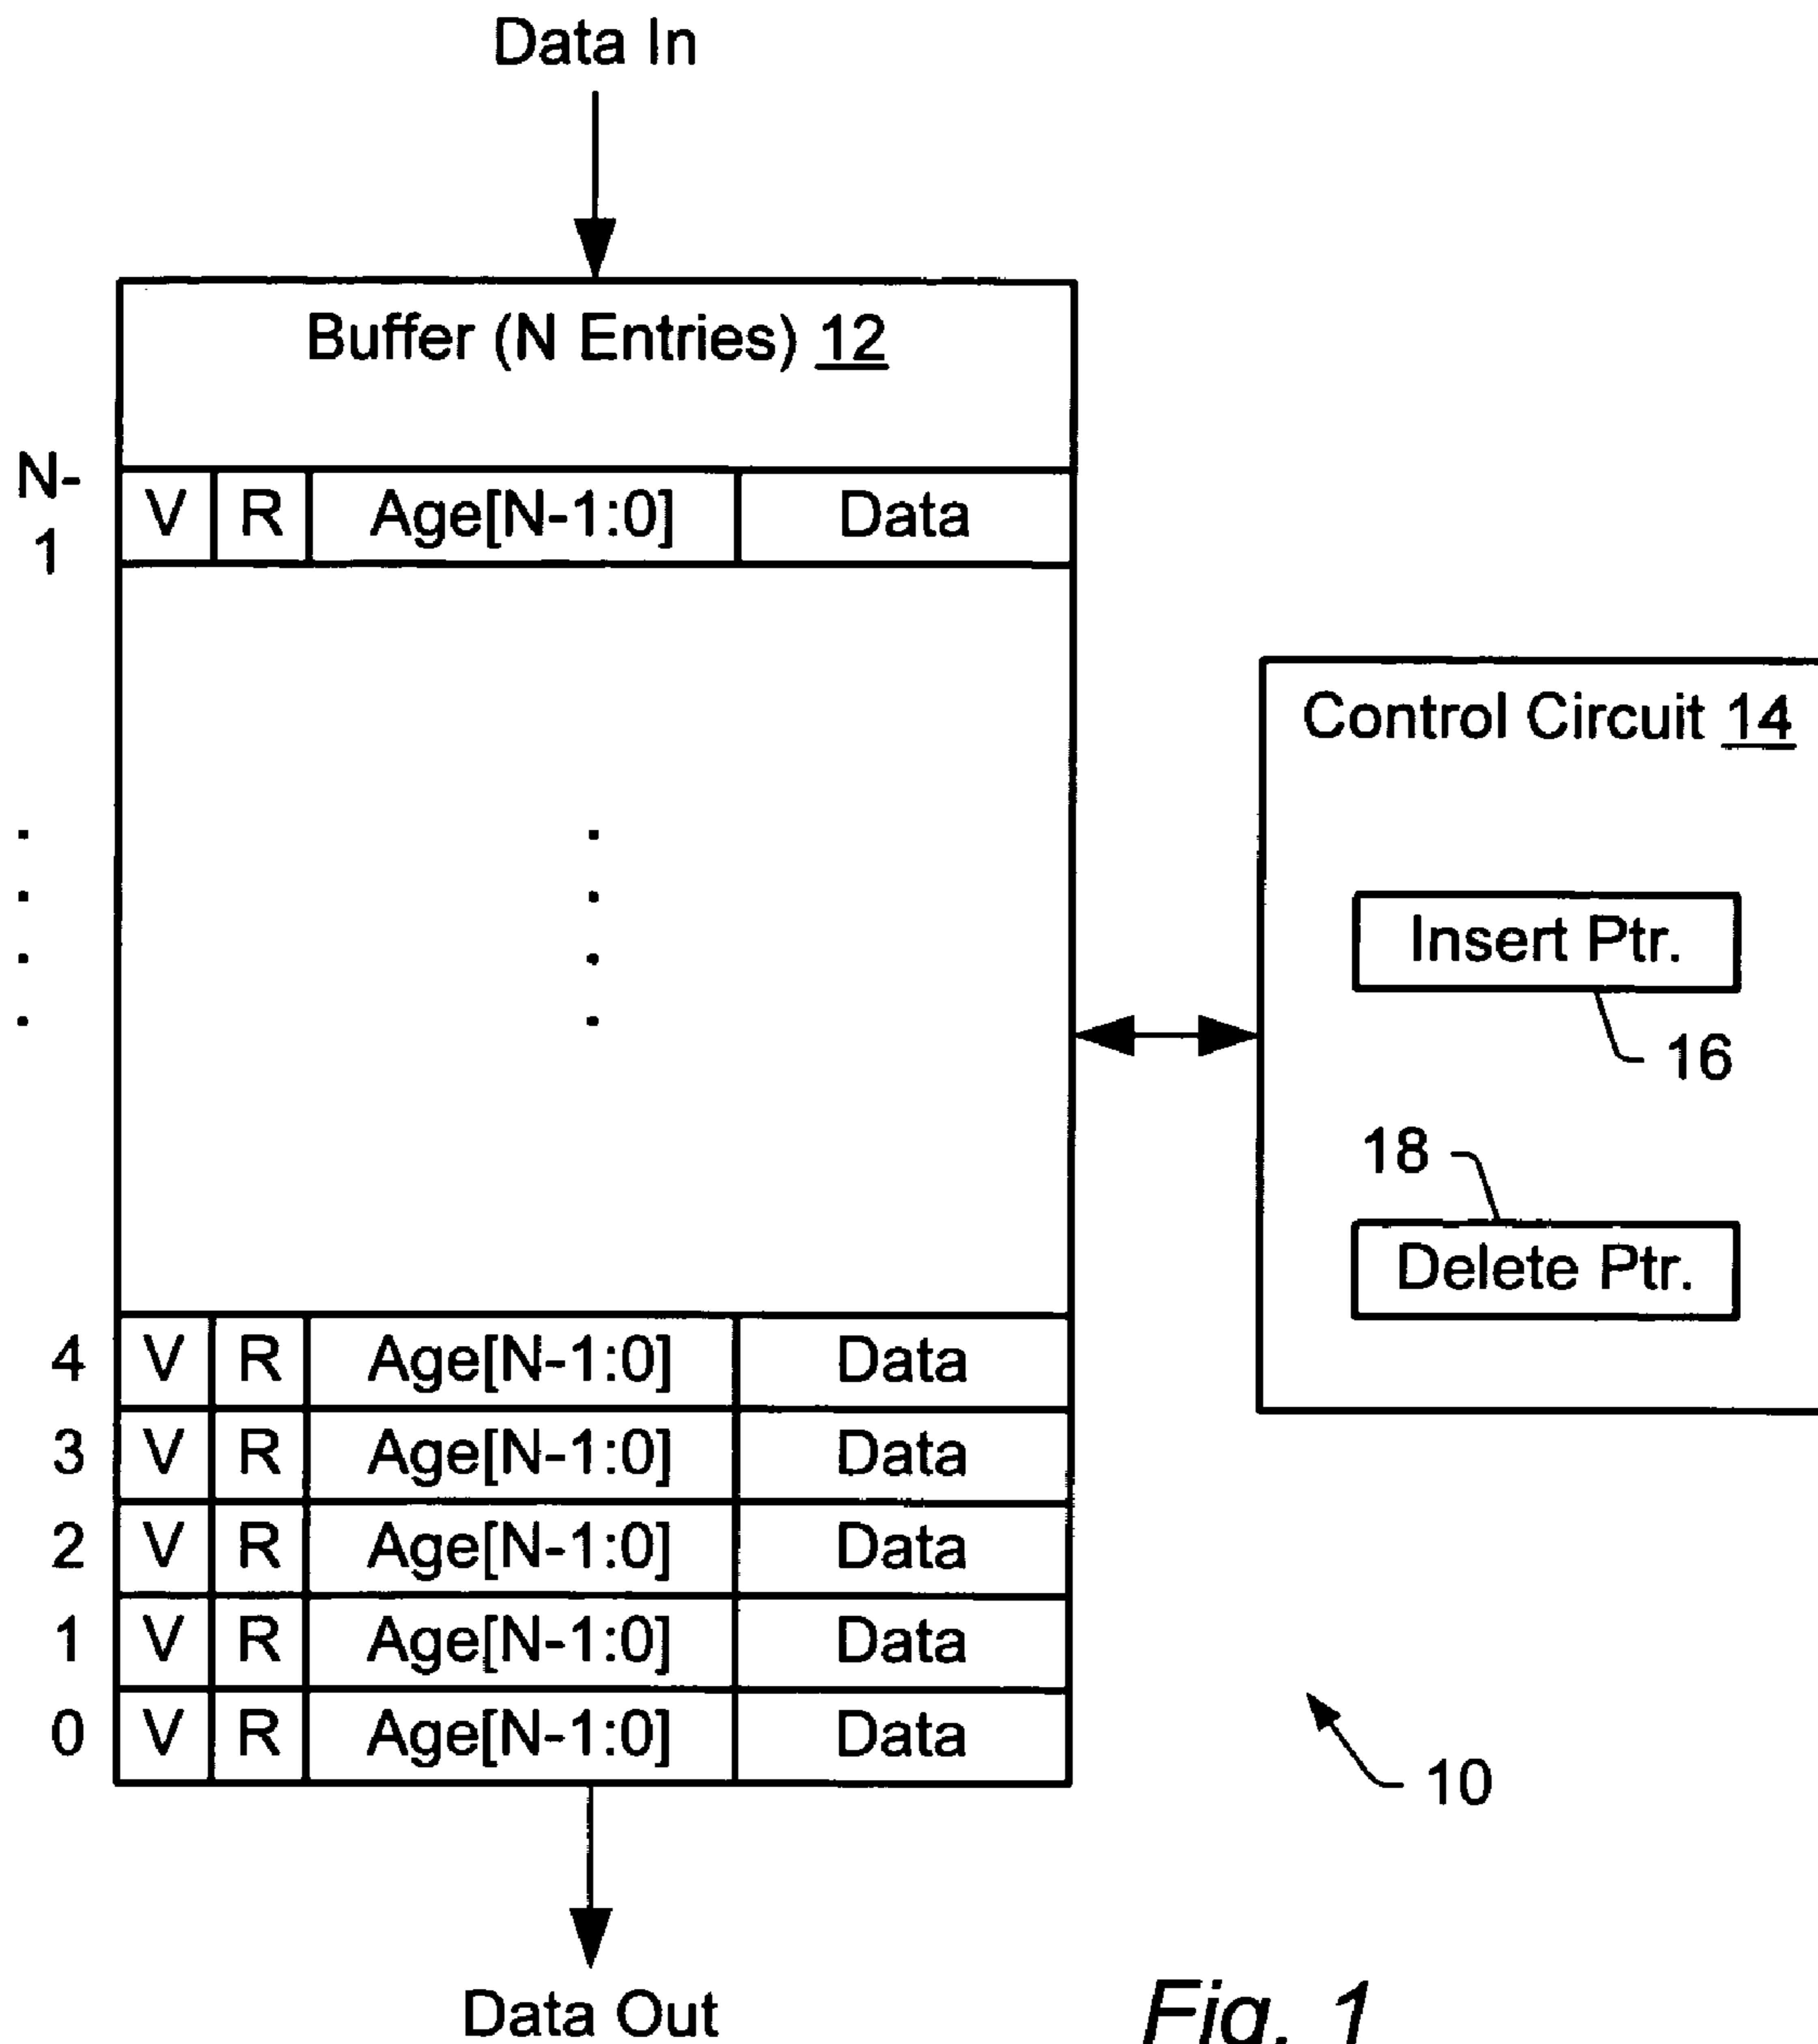 Data In
Buffer (N Entries) 12
N-
1
V R Age[N-1:0] Data
Control Circuit 14
Insert Ptr.
16
18
Delete Ptr.
4 V R Age[N-1:0] Data
3 V R Age[N-1:0] Data
2 V R Age[N-1:0] Data
1 V R Age[N-1:0] Data
0 V R Age[N-1:0] Data
10
Data Out
Fig. 1